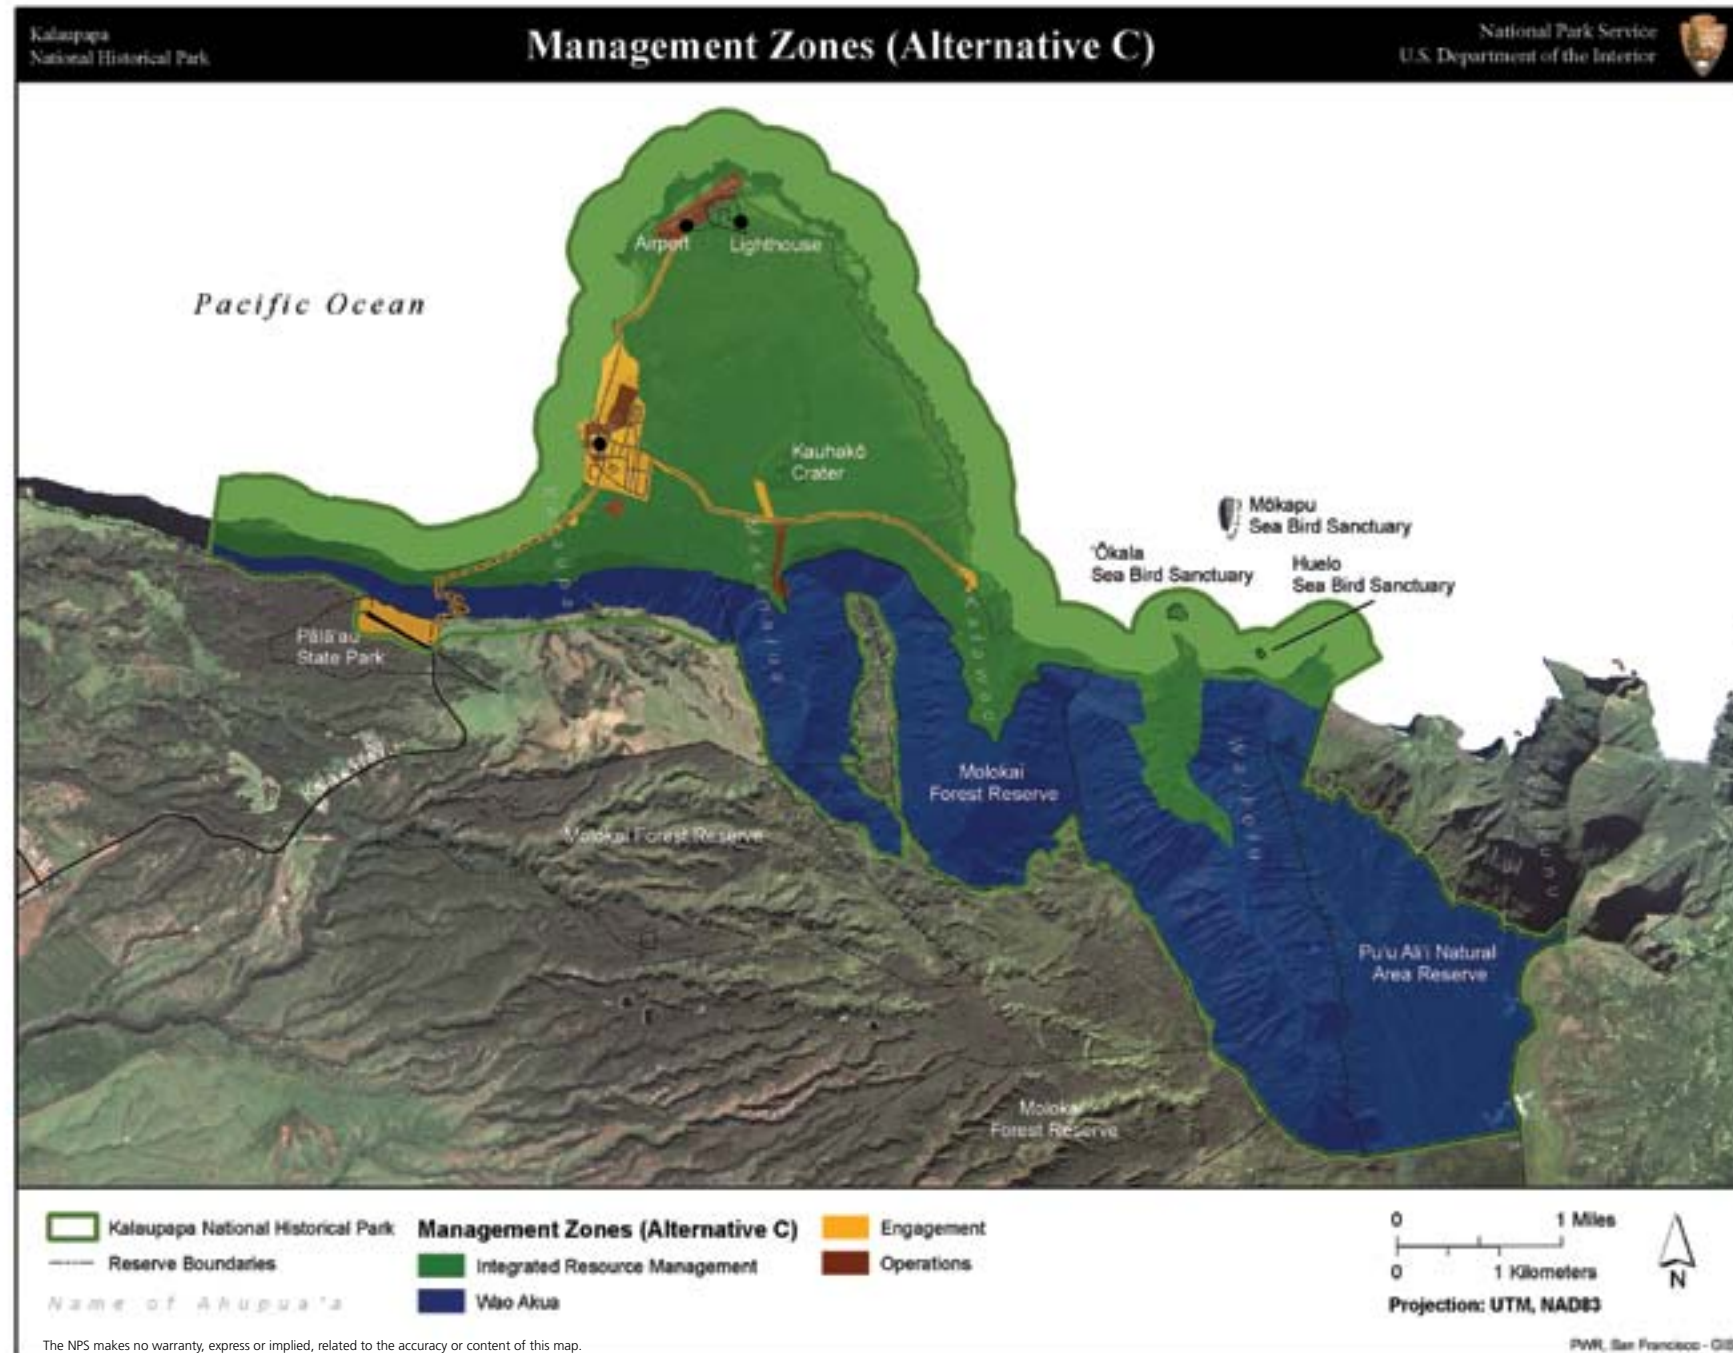 Kalaupapa
National Historical Park
Management Zones (Alternative C)
National Park Service
U.S. Department of the Interior
Pacific Ocean
Airport
Lighthouse
Kauhakō
Crater
Mōkapu
Sea Bird Sanctuary
ʻŌkala
Sea Bird Sanctuary
Huelo
Sea Bird Sanctuary
Pālāʻau
State Park
Molokai
Forest Reserve
Molokai Forest Reserve
Puʻu Aliʻi Natural
Area Reserve
Forest Reserve
Kalaupapa National Historical Park
Reserve Boundaries
Name of Ahupuaʻa
Management Zones (Alternative C)
Integrated Resource Management
Wao Akua
Engagement
Operations
0 1 Miles
0 1 Kilometers
N
Projection: UTM, NAD83
The NPS makes no warranty, express or implied, related to the accuracy or content of this map.
PWR, San Francisco - GIS